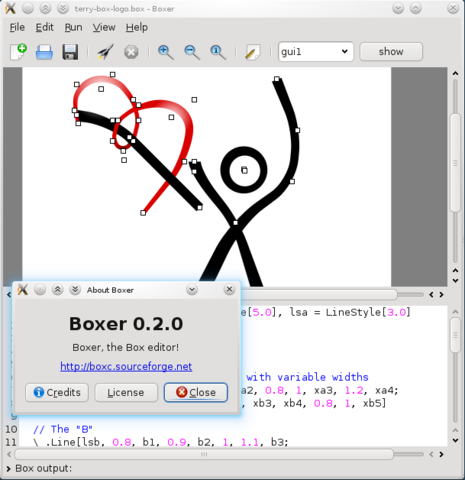 terry-box-logo.box - Boxer
File Edit Run View Help
gui1 show
About Boxer
Boxer 0.2.0
Boxer, the Box editor!
http://boxc.sourceforge.net
Credits License Close
e[5.0], lsa = LineStyle[3.0]
with variable widths
a2, 0.8, 1, xa3, 1.2, xa4;
, xb3, xb4, 0.8, 1, xb5]
9
10 // The "B"
11 \ .Line[lsb, 0.8, b1, 0.9, b2, 1, 1.1, b3;
Box output: